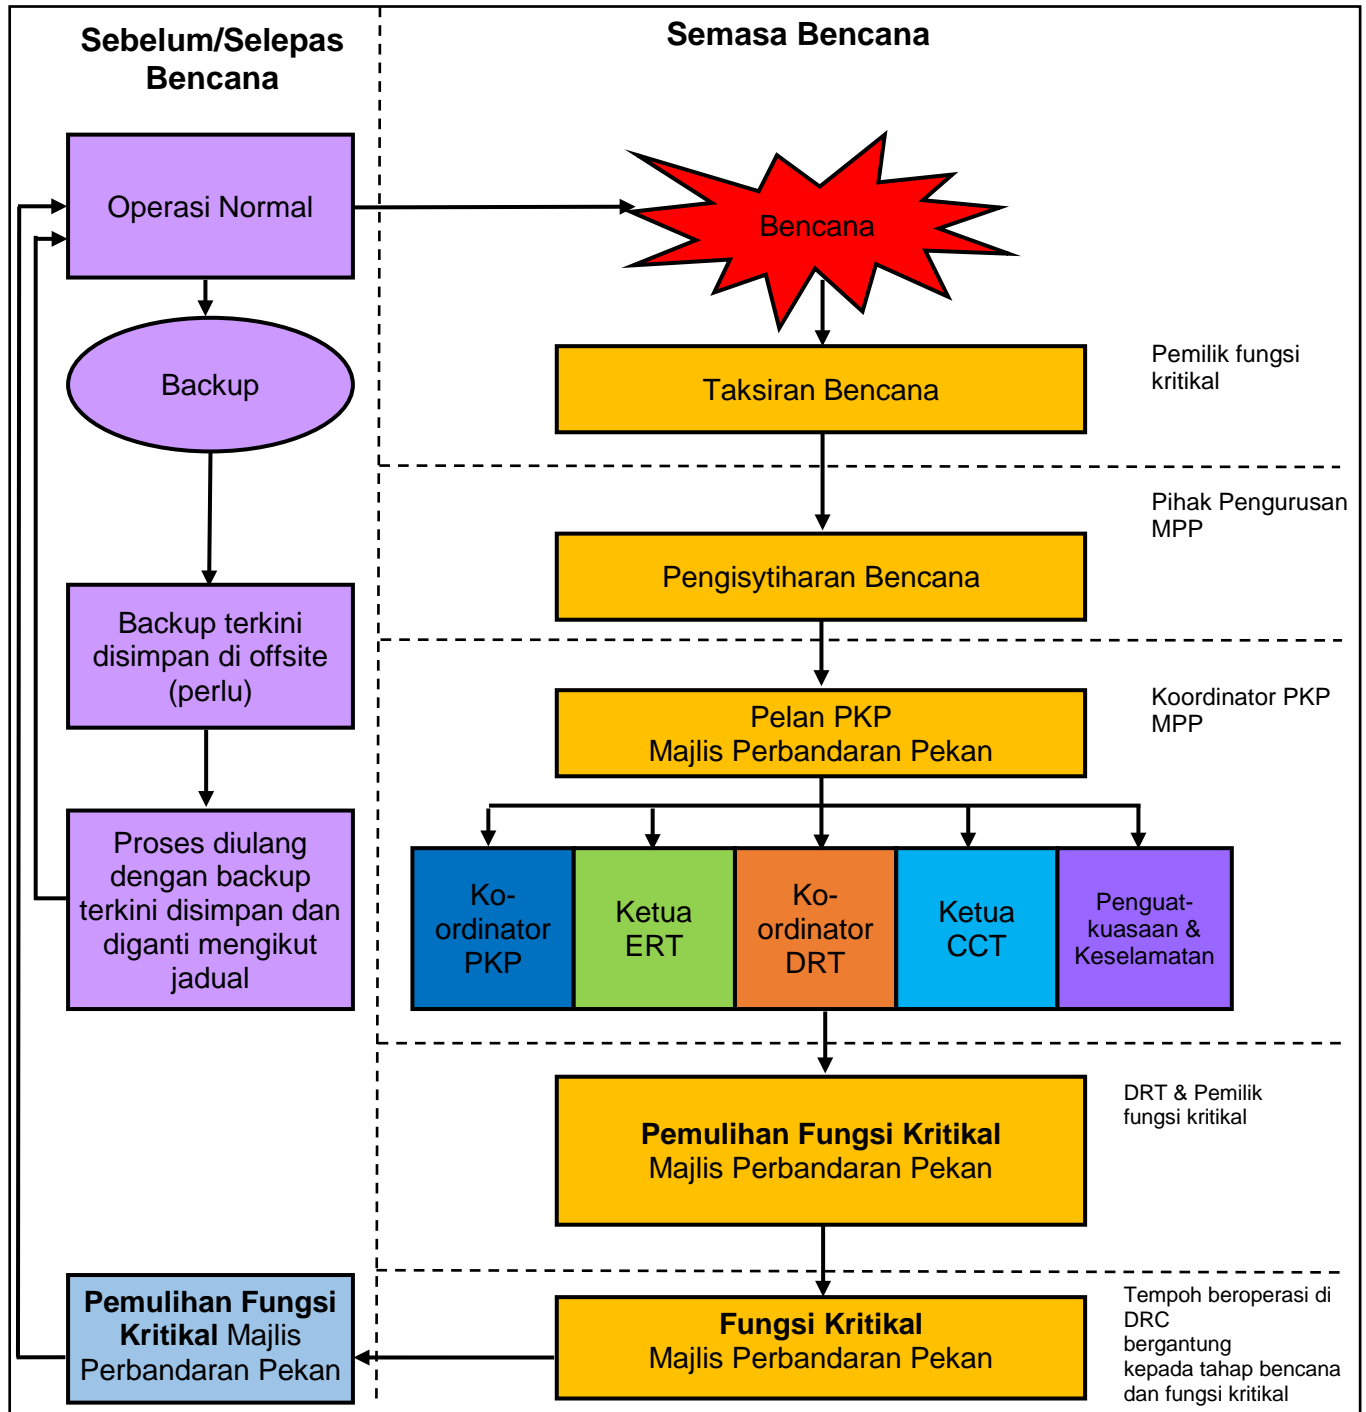 Sebelum/Selepas
Bencana
Semasa Bencana
Operasi Normal
Bencana
Backup
Taksiran Bencana
Pemilik fungsi
kritikal
Pihak Pengurusan
MPP
Pengisytiharan Bencana
Backup terkini
disimpan di offsite
(perlu)
Pelan PKP
Majlis Perbandaran Pekan
Koordinator PKP
MPP
Proses diulang
dengan backup
terkini disimpan dan
diganti mengikut
jadual
Ko-
ordinator
PKP
Ketua
ERT
Ko-
ordinator
DRT
Ketua
CCT
Penguat-
kuasaan &
Keselamatan
Pemulihan Fungsi Kritikal
Majlis Perbandaran Pekan
DRT & Pemilik
fungsi kritikal
Pemulihan Fungsi
Kritikal Majlis
Perbandaran Pekan
Fungsi Kritikal
Majlis Perbandaran Pekan
Tempoh beroperasi di
DRC
bergantung
kepada tahap bencana
dan fungsi kritikal